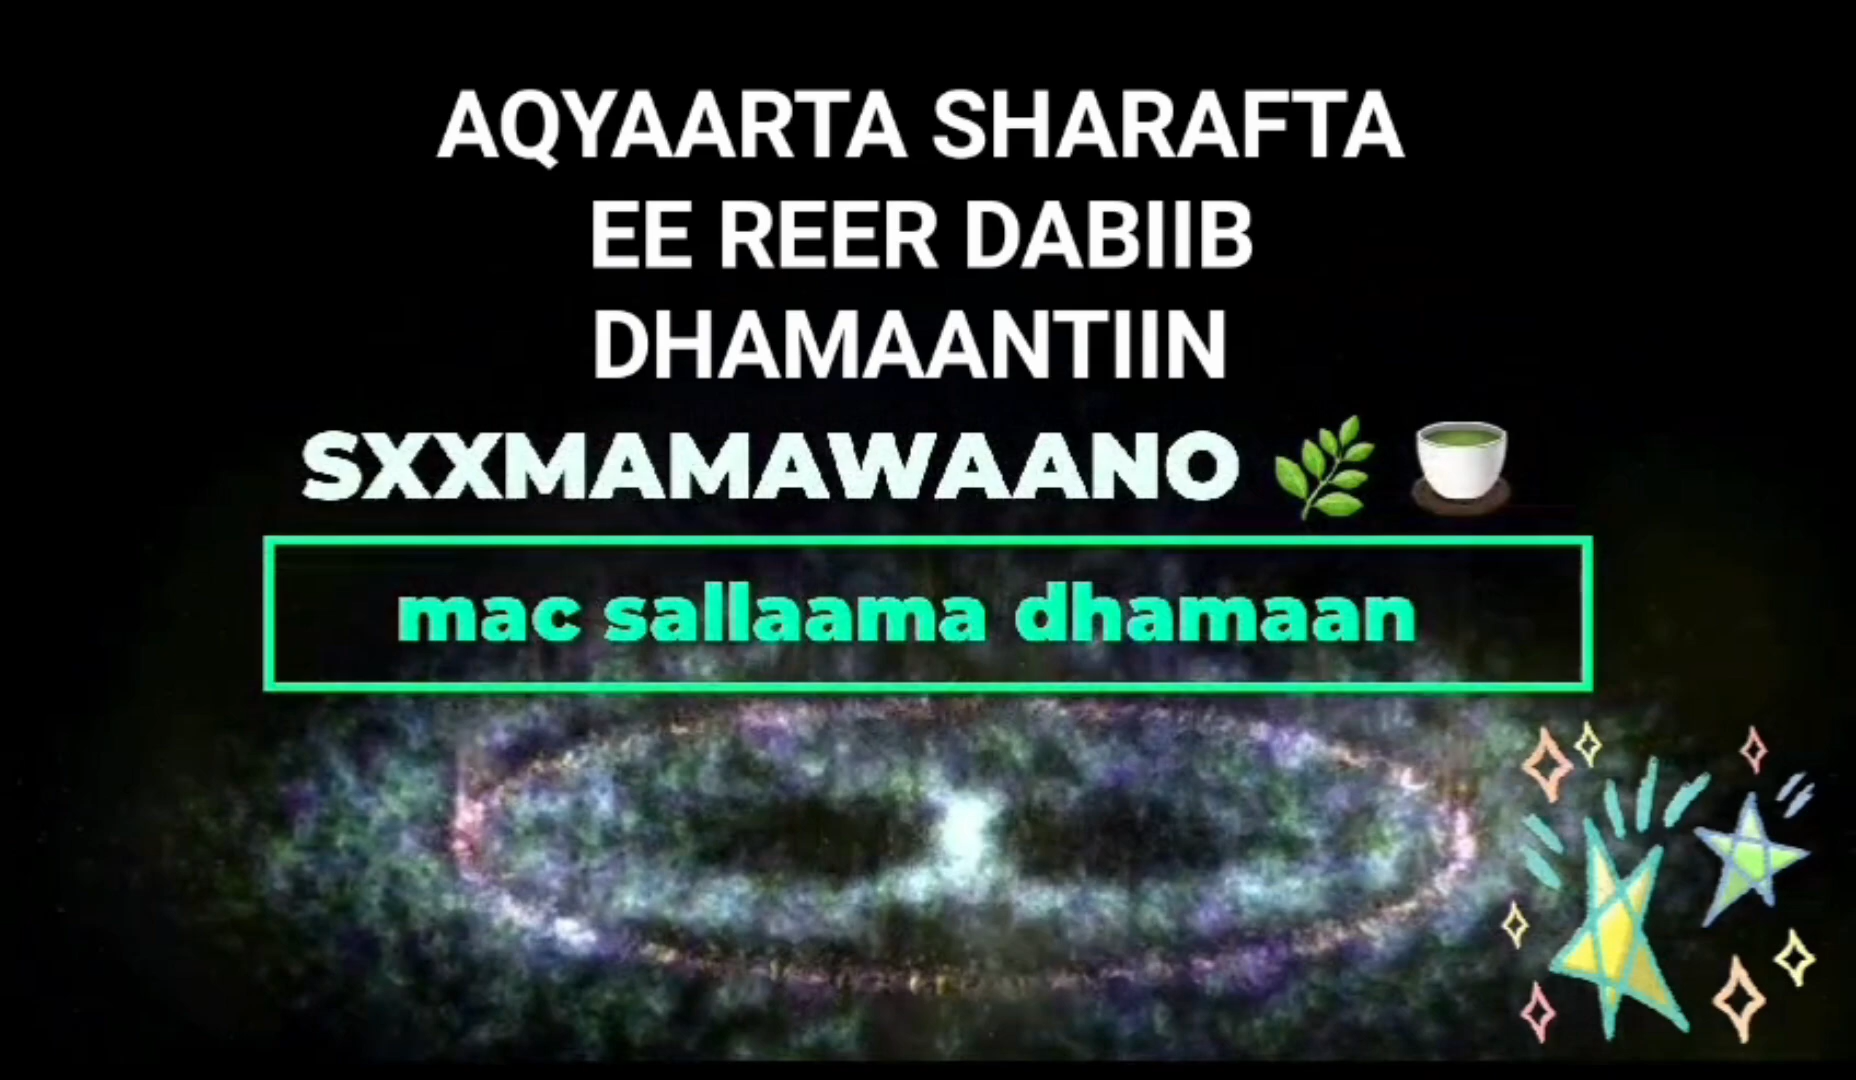 AQYAARTA SHARAFTA
EE REER DABIIB
DHAMAANTIIN
SXXMAMAWAANO 🌿 🍵
mac sallaama dhamaan